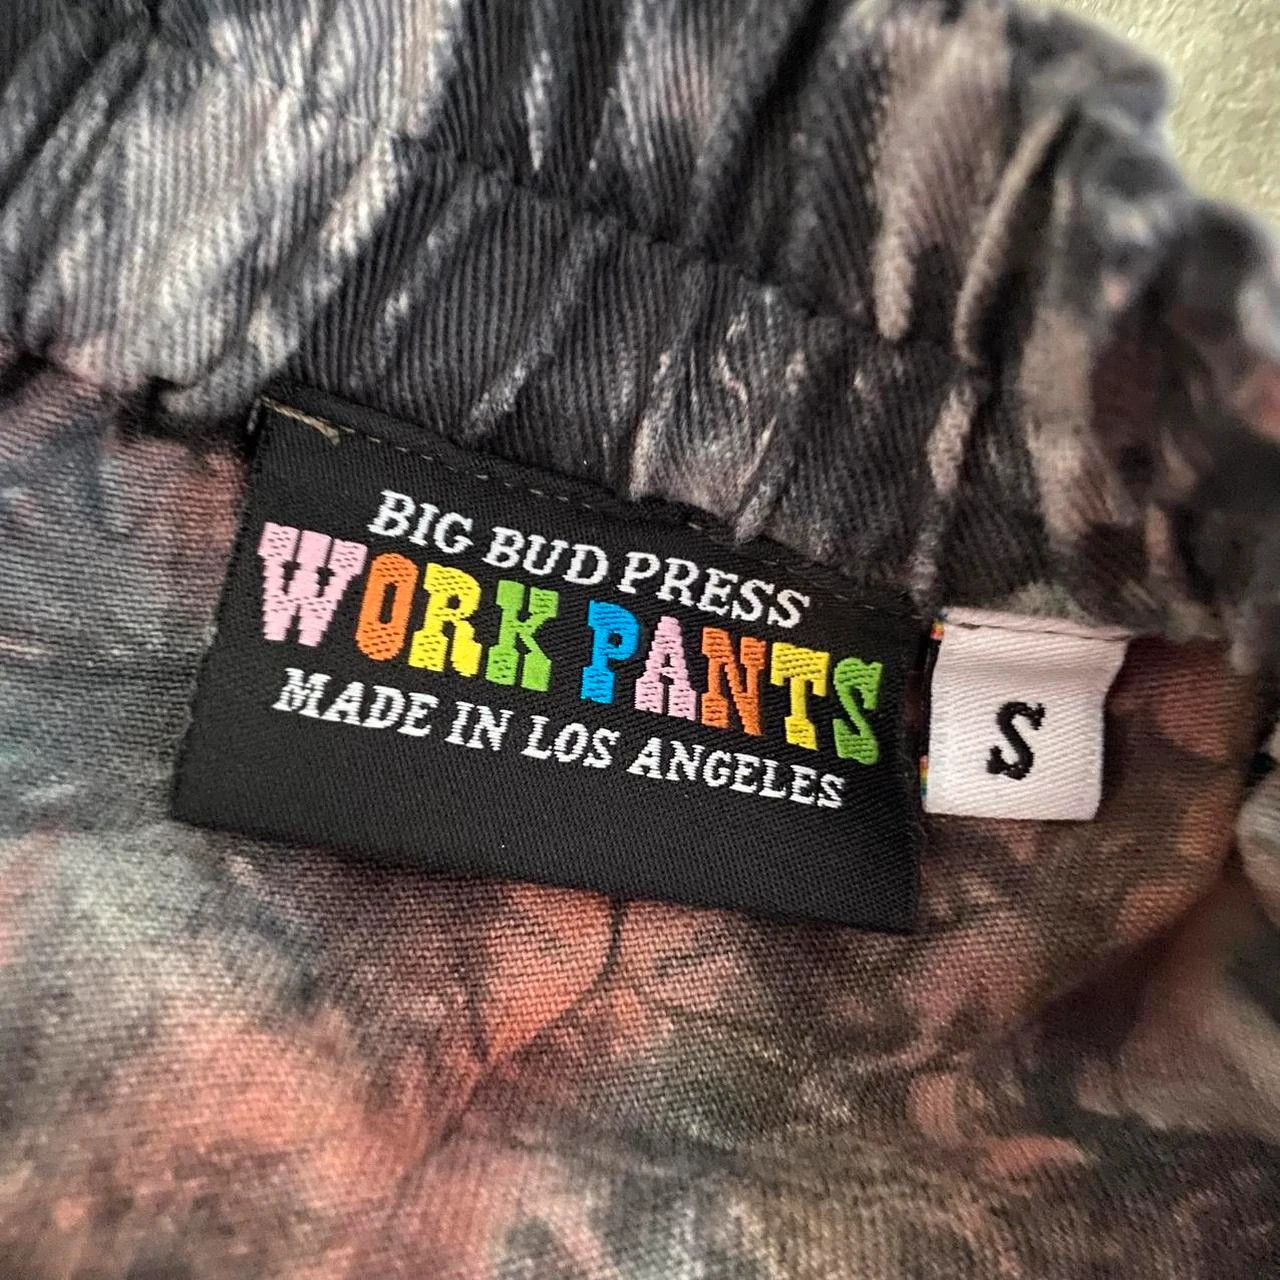 BIG BUD PRESS
WORK PANTS
MADE IN LOS ANGELES
S